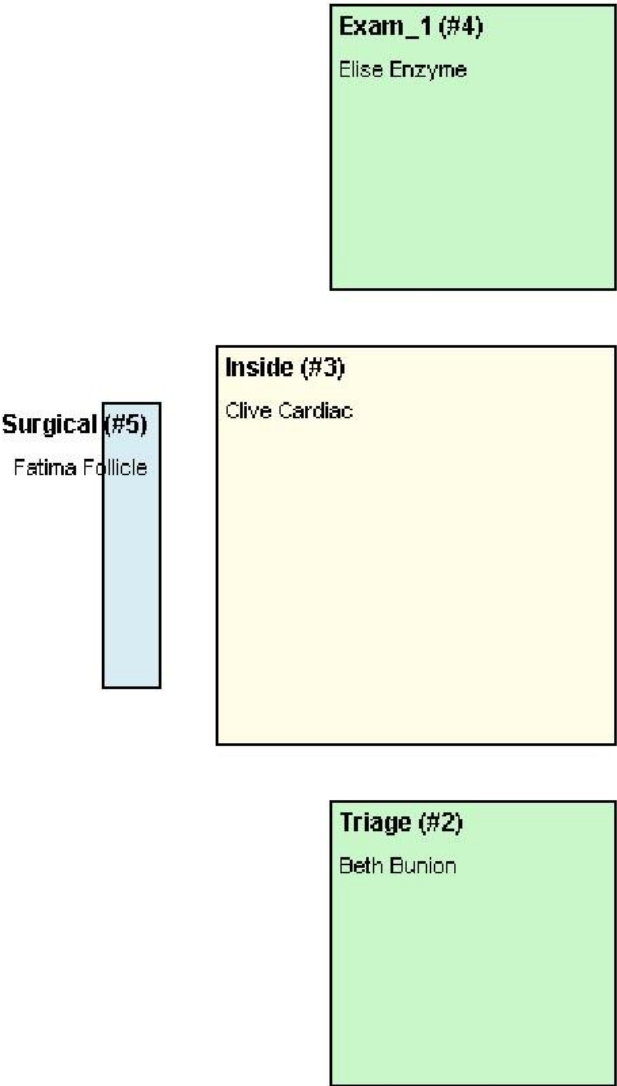 Exam_1 (#4)
Elise Enzyme
Inside (#3)
Clive Cardiac
Surgical (#5)
Fatima Follicle
Triage (#2)
Beth Bunion